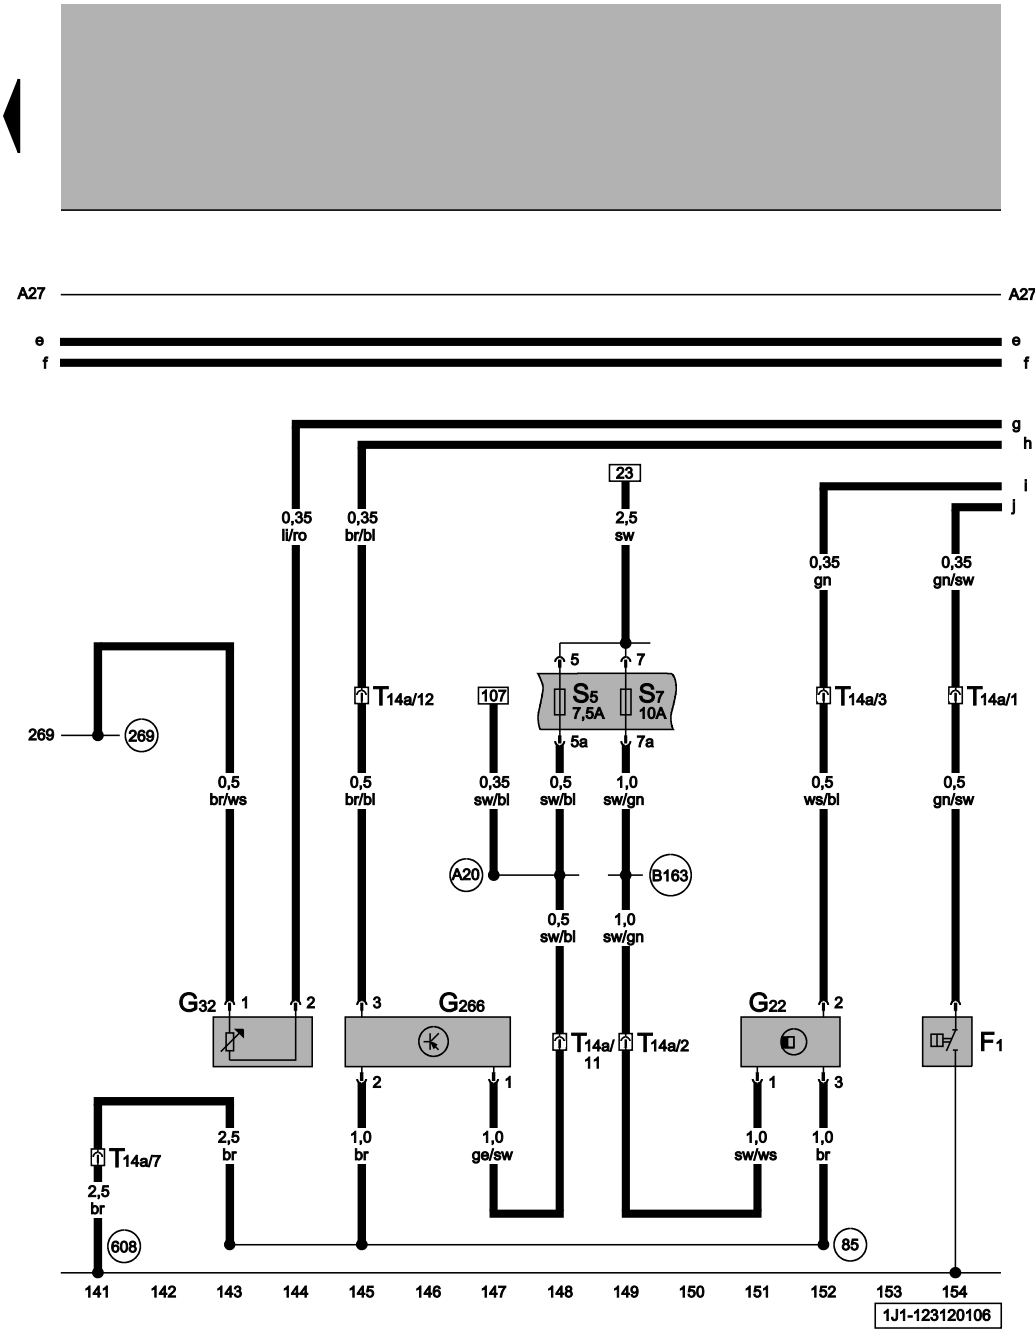 A27 A27
e e
f f
g
h
23
i
j
0,35 0,35 2,5
li/ro br/bl sw
0,35 0,35
gn gn/sw
5 7
107 S5 S7
T14a/12 T14a/3 T14a/1
7,5A 10A
269 269
5a 7a
0,5 0,5 0,35 0,5 1,0 0,5 0,5
br/ws br/bl sw/bl sw/bl sw/gn ws/bl gn/sw
A20 B163
0,5 1,0
sw/bl sw/gn
G32 1 2 3 G266 G22 2
T14a/ T14a/2 F1
11
2 1 1 3
2,5 1,0 1,0 1,0 1,0
br br ge/sw sw/ws br
T14a/7
2,5
br
608 85
141 142 143 144 145 146 147 148 149 150 151 152 153 154
1J1-123120106